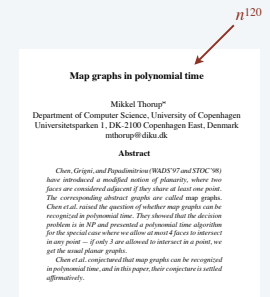 n^120
Map graphs in polynomial time
Mikkel Thorup*
Department of Computer Science, University of Copenhagen
Universitetsparken 1, DK-2100 Copenhagen East, Denmark
mthorup@diku.dk
Abstract
Chen, Grigni, and Papadimitriou (WADS'97 and STOC'98)
have introduced a modified notion of planarity, where two
faces are considered adjacent if they share at least one point.
The corresponding abstract graphs are called map graphs.
Chen et.al. raised the question of whether map graphs can be
recognized in polynomial time. They showed that the decision
problem is in NP and presented a polynomial time algorithm
for the special case where we allow at most 4 faces to intersect
in any point — if only 3 are allowed to intersect in a point, we
get the usual planar graphs.
Chen et.al. conjectured that map graphs can be recognized
in polynomial time, and in this paper, their conjecture is settled
affirmatively.